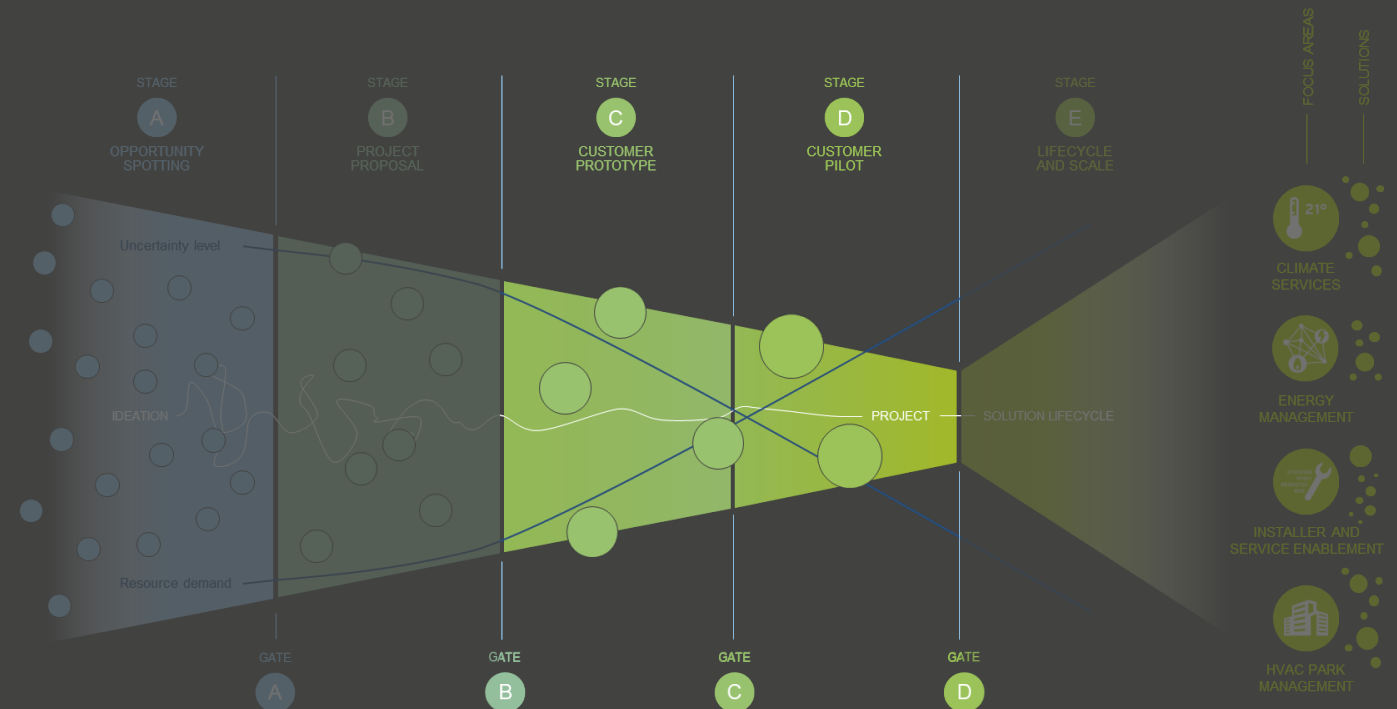 FOCUS AREAS
SOLUTIONS
STAGE
A
OPPORTUNITY
SPOTTING
STAGE
B
PROJECT
PROPOSAL
STAGE
C
CUSTOMER
PROTOTYPE
STAGE
D
CUSTOMER
PILOT
STAGE
E
LIFECYCLE
AND SCALE
Uncertainty level
IDEATION
PROJECT
SOLUTION LIFECYCLE
Resource demand
21°
CLIMATE
SERVICES
ENERGY
MANAGEMENT
INSTALLER AND
SERVICE ENABLEMENT
HVAC PARK
MANAGEMENT
GATE
A
GATE
B
GATE
C
GATE
D